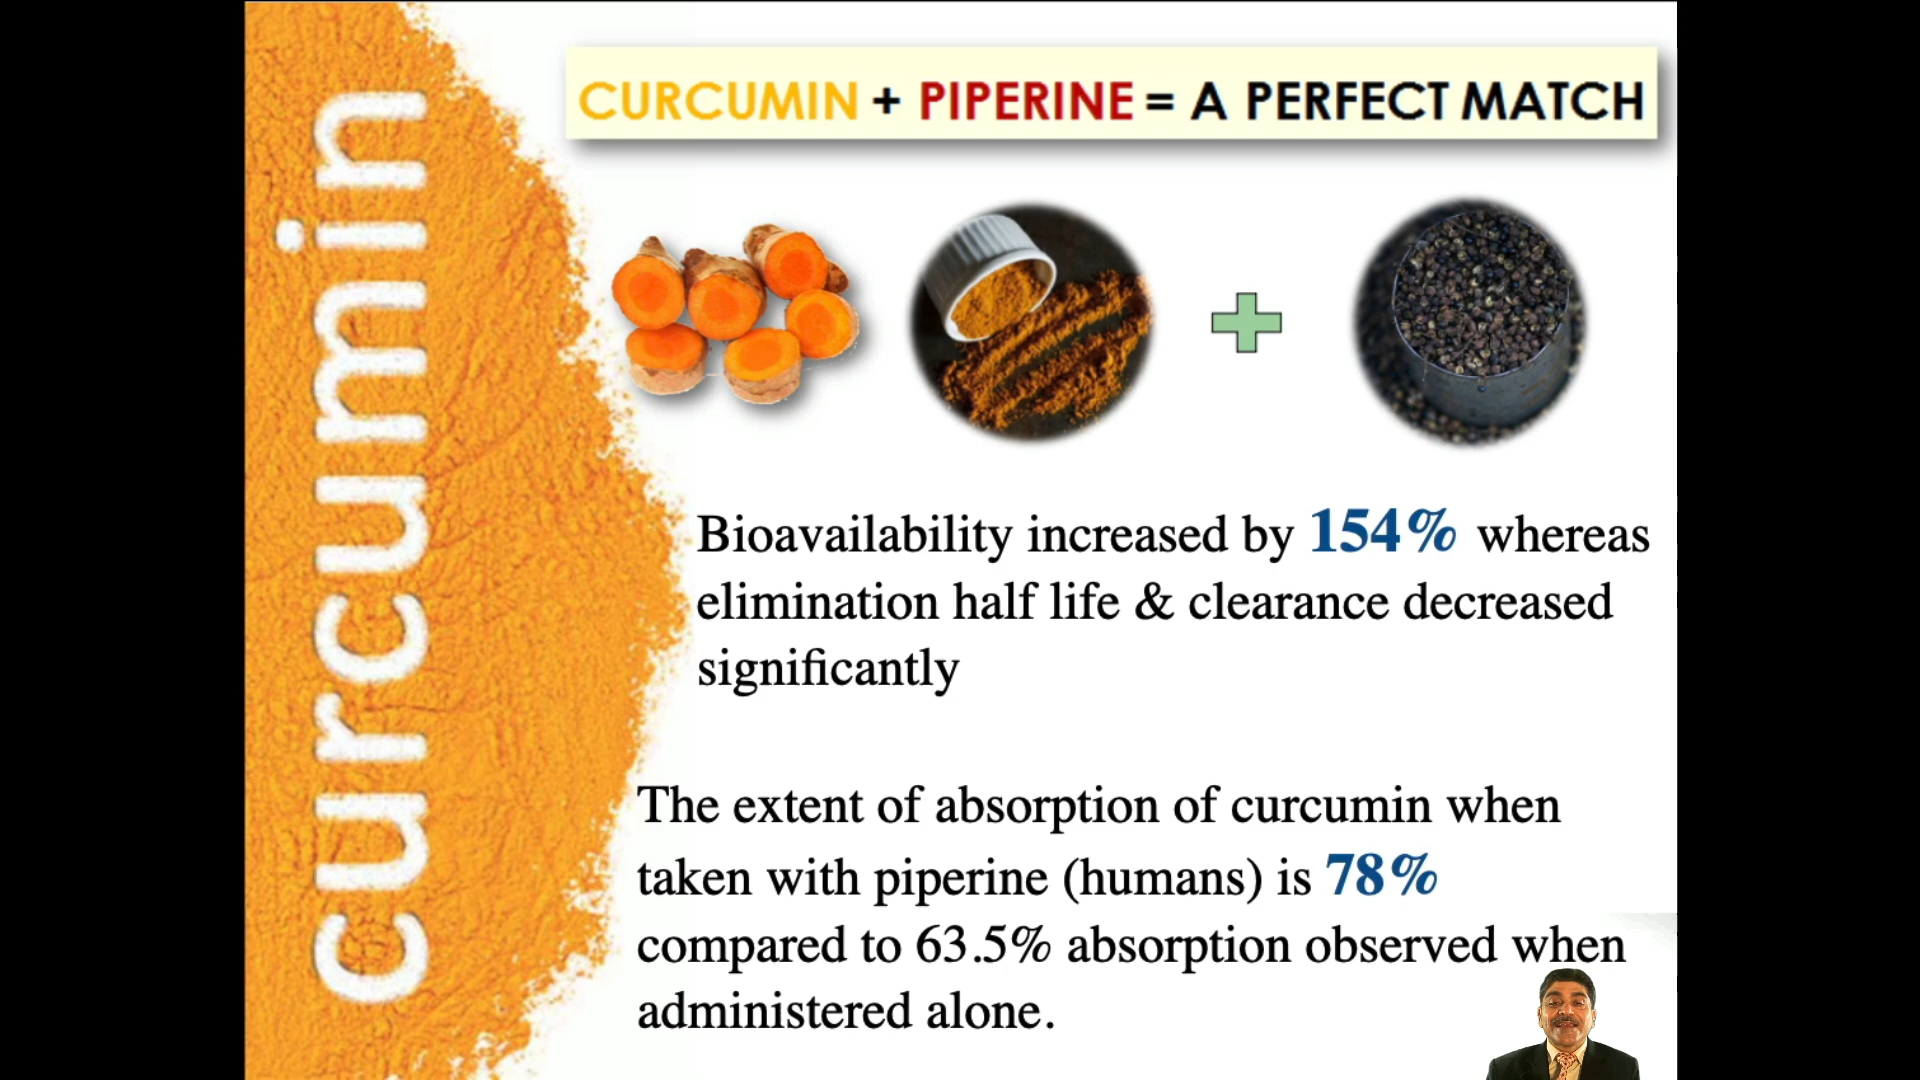 curcumin
CURCUMIN + PIPERINE = A PERFECT MATCH
Bioavailability increased by 154% whereas
elimination half life & clearance decreased
significantly
The extent of absorption of curcumin when
taken with piperine (humans) is 78%
compared to 63.5% absorption observed when
administered alone.